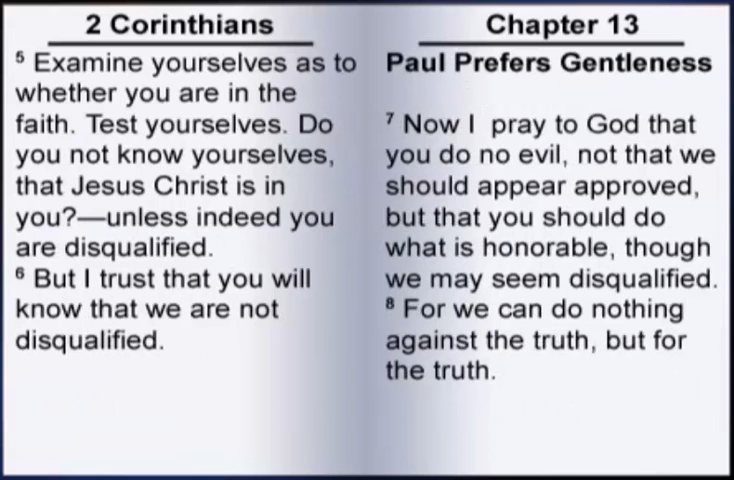 2 Corinthians
⁵ Examine yourselves as to
whether you are in the
faith. Test yourselves. Do
you not know yourselves,
that Jesus Christ is in
you?—unless indeed you
are disqualified.
⁶ But I trust that you will
know that we are not
disqualified.
Chapter 13
Paul Prefers Gentleness
⁷ Now I pray to God that
you do no evil, not that we
should appear approved,
but that you should do
what is honorable, though
we may seem disqualified.
⁸ For we can do nothing
against the truth, but for
the truth.